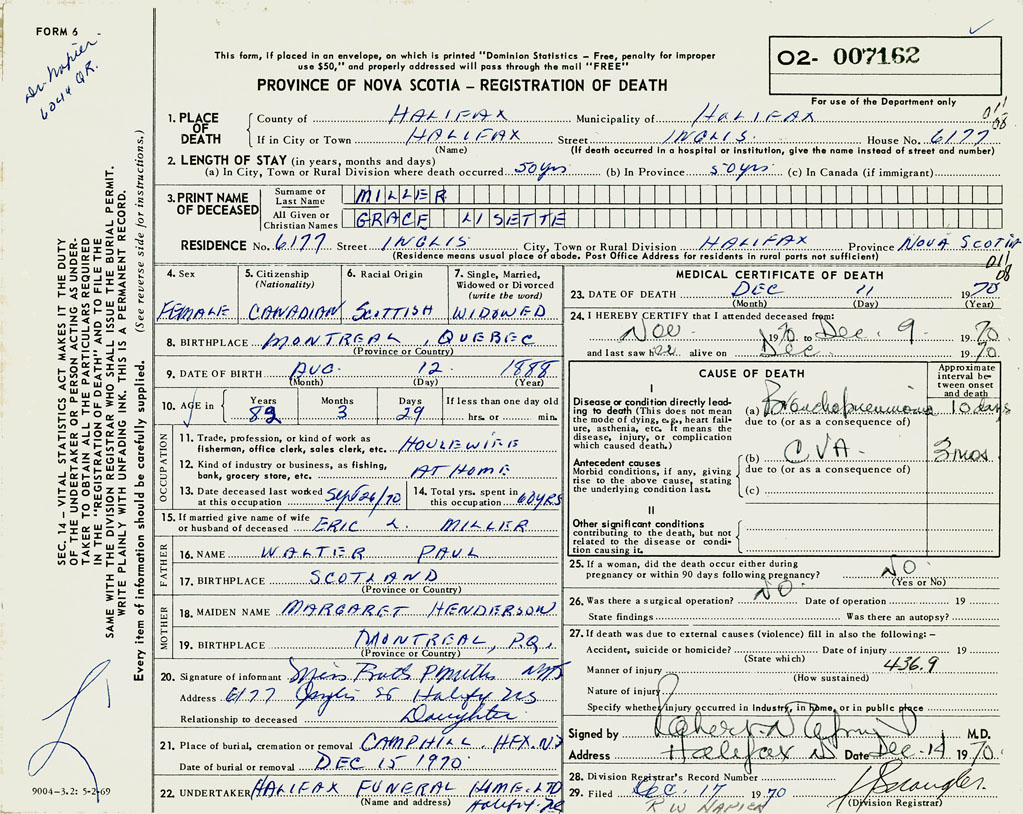 FORM 6
Dr. Napier
6044 Q.R.
This form, if placed in an envelope, on which is printed "Dominion Statistics – Free, penalty for improper
use $50," and properly addressed will pass through the mail "FREE"
PROVINCE OF NOVA SCOTIA – REGISTRATION OF DEATH
02- 007162
For use of the Department only
1. PLACE OF DEATH County of HALIFAX Municipality of HALIFAX
If in City or Town HALIFAX Street INGLIS House No. 6177
(Name) (If death occurred in a hospital or institution, give the name instead of street and number)
2. LENGTH OF STAY (in years, months and days)
(a) In City, Town or Rural Division where death occurred 50 yrs (b) In Province 50 yrs (c) In Canada (if immigrant)
3. PRINT NAME OF DECEASED Surname or Last Name MILLER
All Given or Christian Names GRACE LISETTE
RESIDENCE No. 6177 Street INGLIS City, Town or Rural Division HALIFAX Province NOVA SCOTIA
(Residence means usual place of abode. Post Office Address for residents in rural parts not sufficient)
011
08
4. Sex 5. Citizenship (Nationality) 6. Racial Origin 7. Single, Married, Widowed or Divorced (write the word)
FEMALE CANADIAN SCOTTISH WIDOWED
8. BIRTHPLACE MONTREAL, QUEBEC
(Province or Country)
9. DATE OF BIRTH AUG. 12 1888
(Month) (Day) (Year)
10. AGE in Years Months Days If less than one day old
82 3 29 hrs. or min.
OCCUPATION
11. Trade, profession, or kind of work as
fisherman, office clerk, sales clerk, etc. HOUSEWIFE
12. Kind of industry or business, as fishing,
bank, grocery store, etc. AT HOME
13. Date deceased last worked at this occupation Sept 26/70 14. Total yrs. spent in this occupation 60 YRS
15. If married give name of wife
or husband of deceased ERIC L. MILLER
FATHER
16. NAME WALTER PAUL
17. BIRTHPLACE SCOTLAND
(Province or Country)
MOTHER
18. MAIDEN NAME MARGARET HENDERSON
19. BIRTHPLACE MONTREAL, P.Q.
(Province or Country)
20. Signature of informant Miss
Address 6177 Inglis St Halifax NS
Relationship to deceased Daughter
21. Place of burial, cremation or removal CAMPHILL, HFX. NS
Date of burial or removal DEC 15 1970
22. UNDERTAKER HALIFAX FUNERAL HOME. LTD
(Name and address) Halifax NS
MEDICAL CERTIFICATE OF DEATH
23. DATE OF DEATH DEC 11 1970
(Month) (Day) (Year)
24. I HEREBY CERTIFY that I attended deceased from:
Nov 1970 to Dec. 9 1970
and last saw her alive on Dec. 1970
CAUSE OF DEATH
Approximate interval between onset and death
I
Disease or condition directly leading
to death (This does not mean
the mode of dying, e.g., heart failure,
asthenia, etc. It means the
disease, injury, or complication
which caused death.)
(a) Bronchopneumonia 10 days
due to (or as a consequence of)
Antecedent causes
Morbid conditions, if any, giving
rise to the above cause, stating
the underlying condition last.
(b) CVA 3 mos
due to (or as a consequence of)
(c)
II
Other significant conditions
contributing to the death, but not
related to the disease or condition
causing it.
25. If a woman, did the death occur either during
pregnancy or within 90 days following pregnancy? NO
(Yes or No)
26. Was there a surgical operation? NO Date of operation 19
State findings Was there an autopsy?
27. If death was due to external causes (violence) fill in also the following: –
Accident, suicide or homicide? Date of injury 19
(State which)
Manner of injury 436.9
(How sustained)
Nature of injury
Specify whether injury occurred in industry, in home, or in public place
Signed by Robert M.D.
Address Halifax Date Dec-14 1970
28. Division Registrar's Record Number
29. Filed Dec. 17 1970
(Division Registrar)
R W NAPIER
SEC. 14 – VITAL STATISTICS ACT MAKES IT THE DUTY
OF THE UNDERTAKER OR PERSON ACTING AS UNDER-
TAKER TO OBTAIN ALL THE PARTICULARS REQUIRED
IN THE "REGISTRATION OF DEATH" AND TO FILE THE
SAME WITH THE DIVISION REGISTRAR WHO SHALL ISSUE THE BURIAL PERMIT.
WRITE PLAINLY WITH UNFADING INK. THIS IS A PERMANENT RECORD.
Every item of information should be carefully supplied. (See reverse side for instructions.)
9004–3.2: 5-2-69